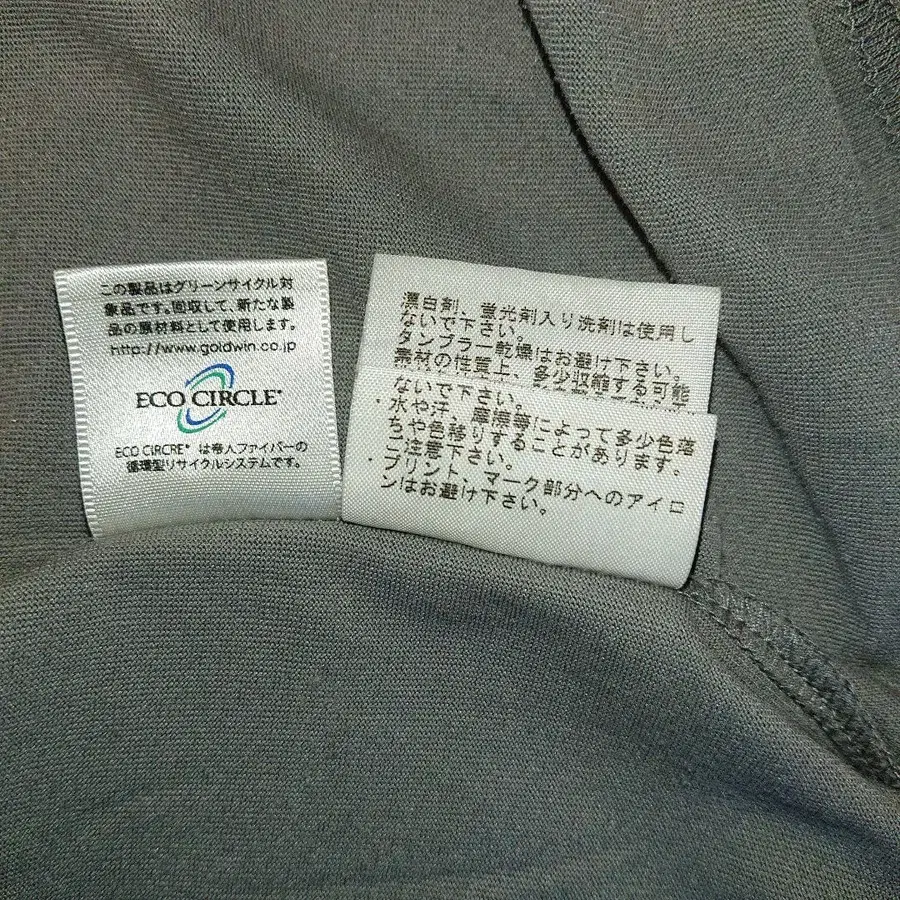 この製品はグリーンサイクル対
象品です。回収して、新たな製
品の原材料として使用します。
http://www.goldwin.co.jp
ECO CIRCLE®
ECO CIRCRE® は帝人ファイバーの
循環型リサイクルシステムです。
漂白剤、蛍光剤入り洗剤は使用し
ないで下さい。
タンブラー乾燥はお避け下さい。
素材の性質上、多少収縮する可能
ないで下さい。
・水や汗、摩擦等によって多少色落
ちや色移りすることがあります。
ご注意下さい。
・プリント、マーク部分へのアイロ
ンはお避け下さい。